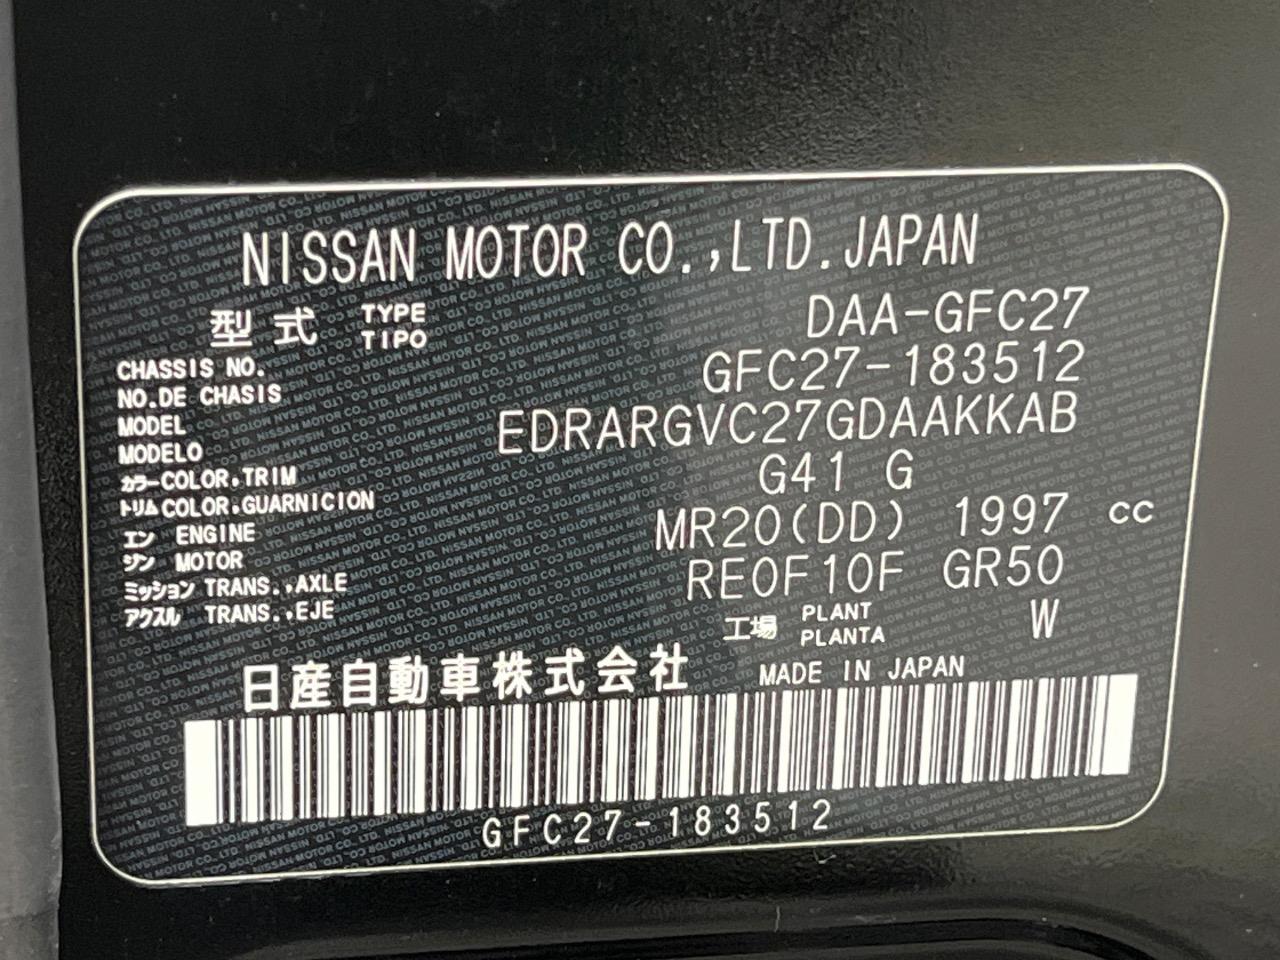 NISSAN MOTOR CO.,LTD.JAPAN
型式 TYPE TIPO DAA-GFC27
CHASSIS NO.
NO.DE CHASIS GFC27-183512
MODEL
MODELO EDRARGVC27GDAAKKAB
カラー COLOR,TRIM
トリム COLOR,GUARNICION G41 G
エン ENGINE
ジン MOTOR MR20(DD) 1997 cc
ミッション TRANS.,AXLE
アクスル TRANS.,EJE RE0F10F GR50
工場 PLANT PLANTA W
日産自動車株式会社 MADE IN JAPAN
GFC27-183512